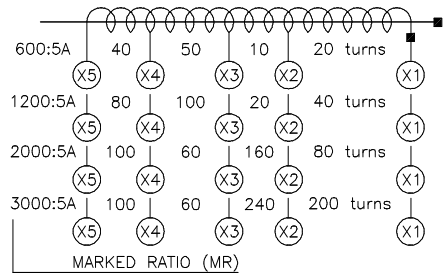 600:5A 40 50 10 20 turns
X5 X4 X3 X2 X1
1200:5A 80 100 20 40 turns
X5 X4 X3 X2 X1
2000:5A 100 60 160 80 turns
X5 X4 X3 X2 X1
3000:5A 100 60 240 200 turns
X5 X4 X3 X2 X1
MARKED RATIO (MR)